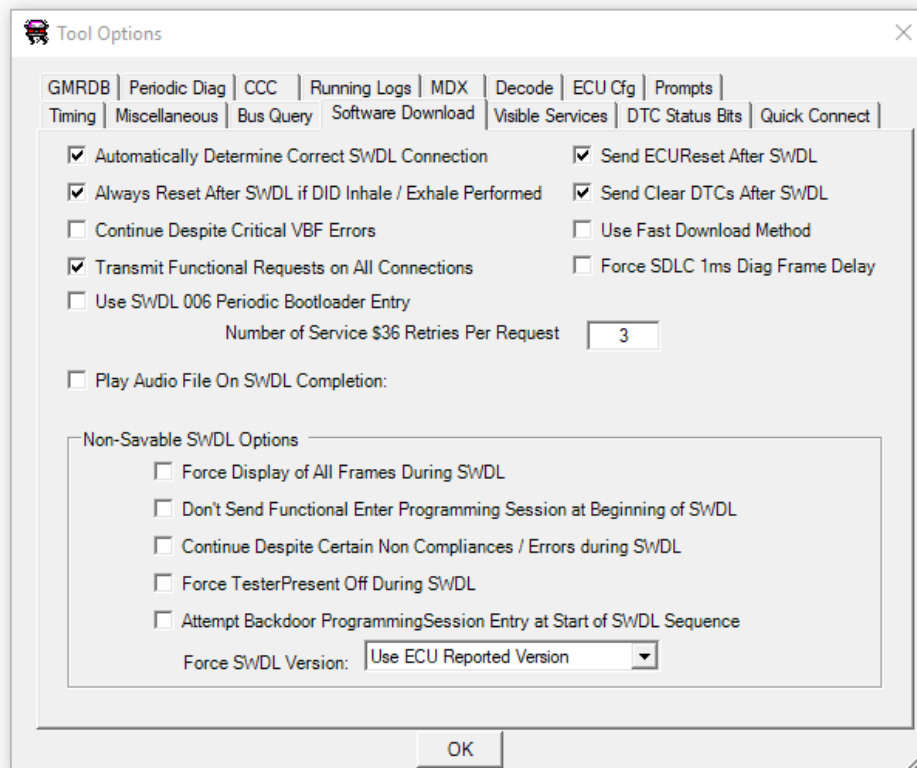 Tool Options
GMRDB Periodic Diag CCC Running Logs MDX Decode ECU Cfg Prompts
Timing Miscellaneous Bus Query Software Download Visible Services DTC Status Bits Quick Connect
Automatically Determine Correct SWDL Connection Send ECUReset After SWDL
Always Reset After SWDL if DID Inhale / Exhale Performed Send Clear DTCs After SWDL
Continue Despite Critical VBF Errors Use Fast Download Method
Transmit Functional Requests on All Connections Force SDLC 1ms Diag Frame Delay
Use SWDL 006 Periodic Bootloader Entry
Number of Service $36 Retries Per Request 3
Play Audio File On SWDL Completion:
Non-Savable SWDL Options
Force Display of All Frames During SWDL
Don't Send Functional Enter Programming Session at Beginning of SWDL
Continue Despite Certain Non Compliances / Errors during SWDL
Force TesterPresent Off During SWDL
Attempt Backdoor ProgrammingSession Entry at Start of SWDL Sequence
Force SWDL Version: Use ECU Reported Version
OK